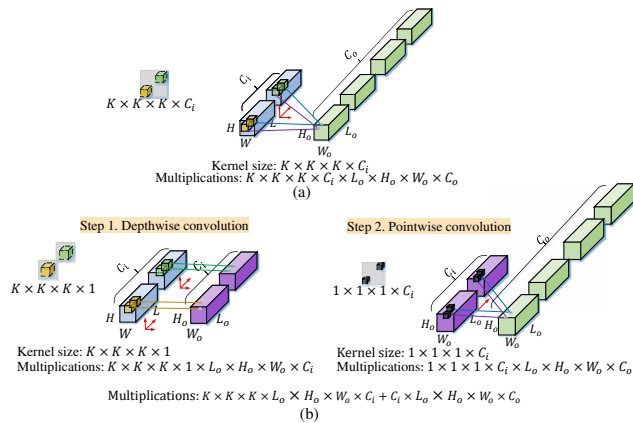 C_i
C_o
K × K × K × C_i
H
W
L
H_o
W_o
L_o
Kernel size: K × K × K × C_i
Multiplications: K × K × K × C_i × L_o × H_o × W_o × C_o
(a)
Step 1. Depthwise convolution
C_i
C_i
K × K × K × 1
H
W
L
H_o
W_o
L_o
Kernel size: K × K × K × 1
Multiplications: K × K × K × 1 × L_o × H_o × W_o × C_i
Step 2. Pointwise convolution
C_i
C_o
1 × 1 × 1 × C_i
H_o
W_o
L_o
H_o
W_o
L_o
Kernel size: 1 × 1 × 1 × C_i
Multiplications: 1 × 1 × 1 × C_i × L_o × H_o × W_o × C_o
Multiplications: K × K × K × L_o × H_o × W_o × C_i + C_i × L_o × H_o × W_o × C_o
(b)